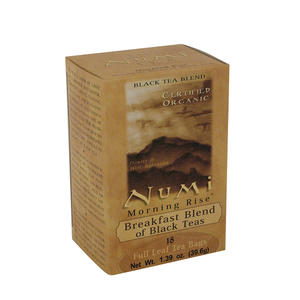 BLACK TEA BLEND
CERTIFIED
ORGANIC
NUMI
Morning Rise
Breakfast Blend
of Black Teas
18
Full Leaf Tea Bags
Net Wt. 1.39 oz. (39.6g)